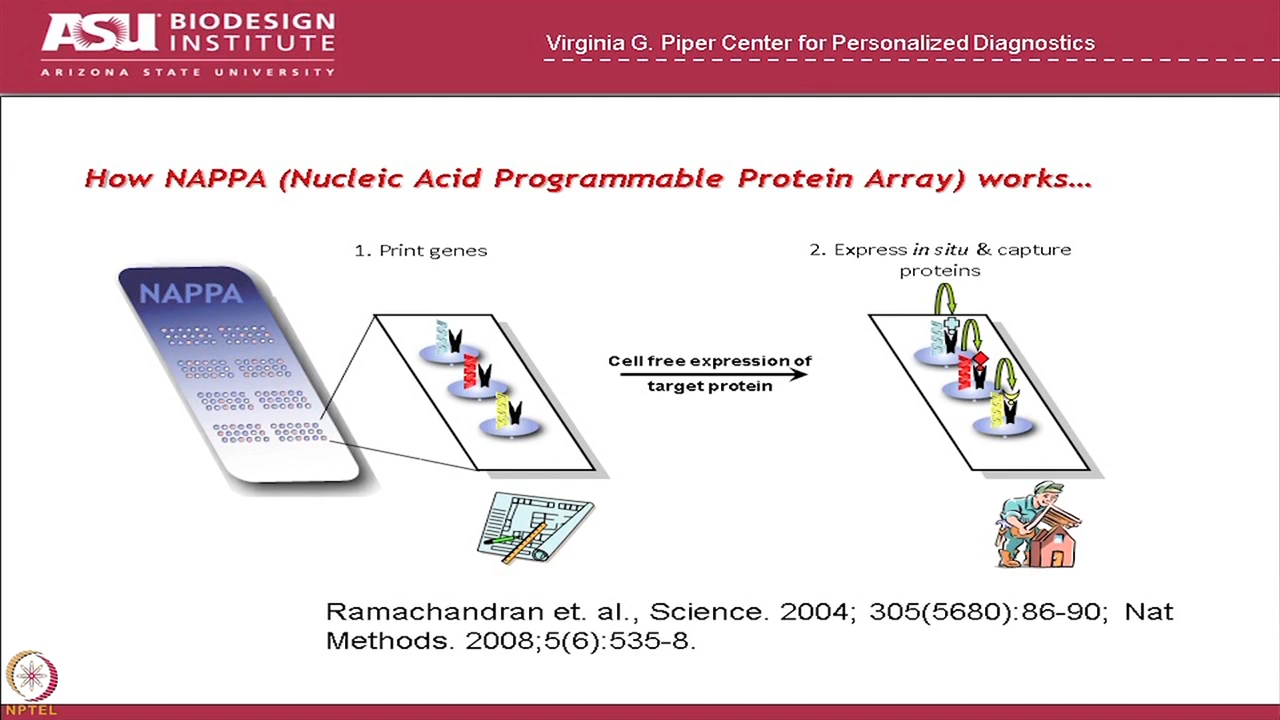 ASU BIODESIGN
INSTITUTE
ARIZONA STATE UNIVERSITY
Virginia G. Piper Center for Personalized Diagnostics
How NAPPA (Nucleic Acid Programmable Protein Array) works...
1. Print genes
2. Express in situ & capture
proteins
NAPPA
Cell free expression of
target protein
Ramachandran et. al., Science. 2004; 305(5680):86-90; Nat
Methods. 2008;5(6):535-8.
NPTEL